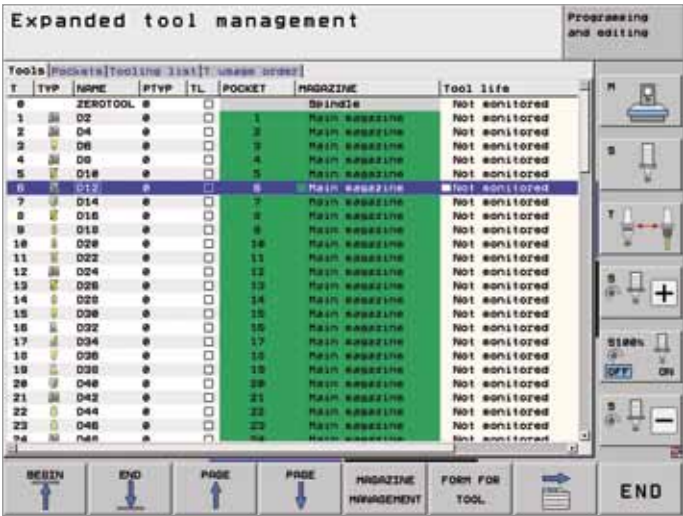 Expanded tool management
Programming
and editing
Tools Pockets Tooling list T usage order
T TYP NAME PTYP TL POCKET MAGAZINE Tool life
0 ZEROTOOL 0 Spindle Not monitored
1 D2 0 1 Main magazine Not monitored
2 D4 0 2 Main magazine Not monitored
3 D6 0 3 Main magazine Not monitored
4 D8 0 4 Main magazine Not monitored
5 D10 0 5 Main magazine Not monitored
6 D12 0 6 Main magazine Not monitored
7 D14 0 7 Main magazine Not monitored
8 D16 0 8 Main magazine Not monitored
9 D18 0 9 Main magazine Not monitored
10 D20 0 10 Main magazine Not monitored
11 D22 0 11 Main magazine Not monitored
12 D24 0 12 Main magazine Not monitored
13 D26 0 13 Main magazine Not monitored
14 D28 0 14 Main magazine Not monitored
15 D30 0 15 Main magazine Not monitored
16 D32 0 16 Main magazine Not monitored
17 D34 0 17 Main magazine Not monitored
18 D36 0 18 Main magazine Not monitored
19 D38 0 19 Main magazine Not monitored
20 D40 0 20 Main magazine Not monitored
21 D42 0 21 Main magazine Not monitored
22 D44 0 22 Main magazine Not monitored
23 D46 0 23 Main magazine Not monitored
24 D48 0 24 Main magazine Not monitored
M
S
T
S
+
S100%
OFF ON
S
−
BEGIN END PAGE PAGE MAGAZINE MANAGEMENT FORM FOR TOOL END